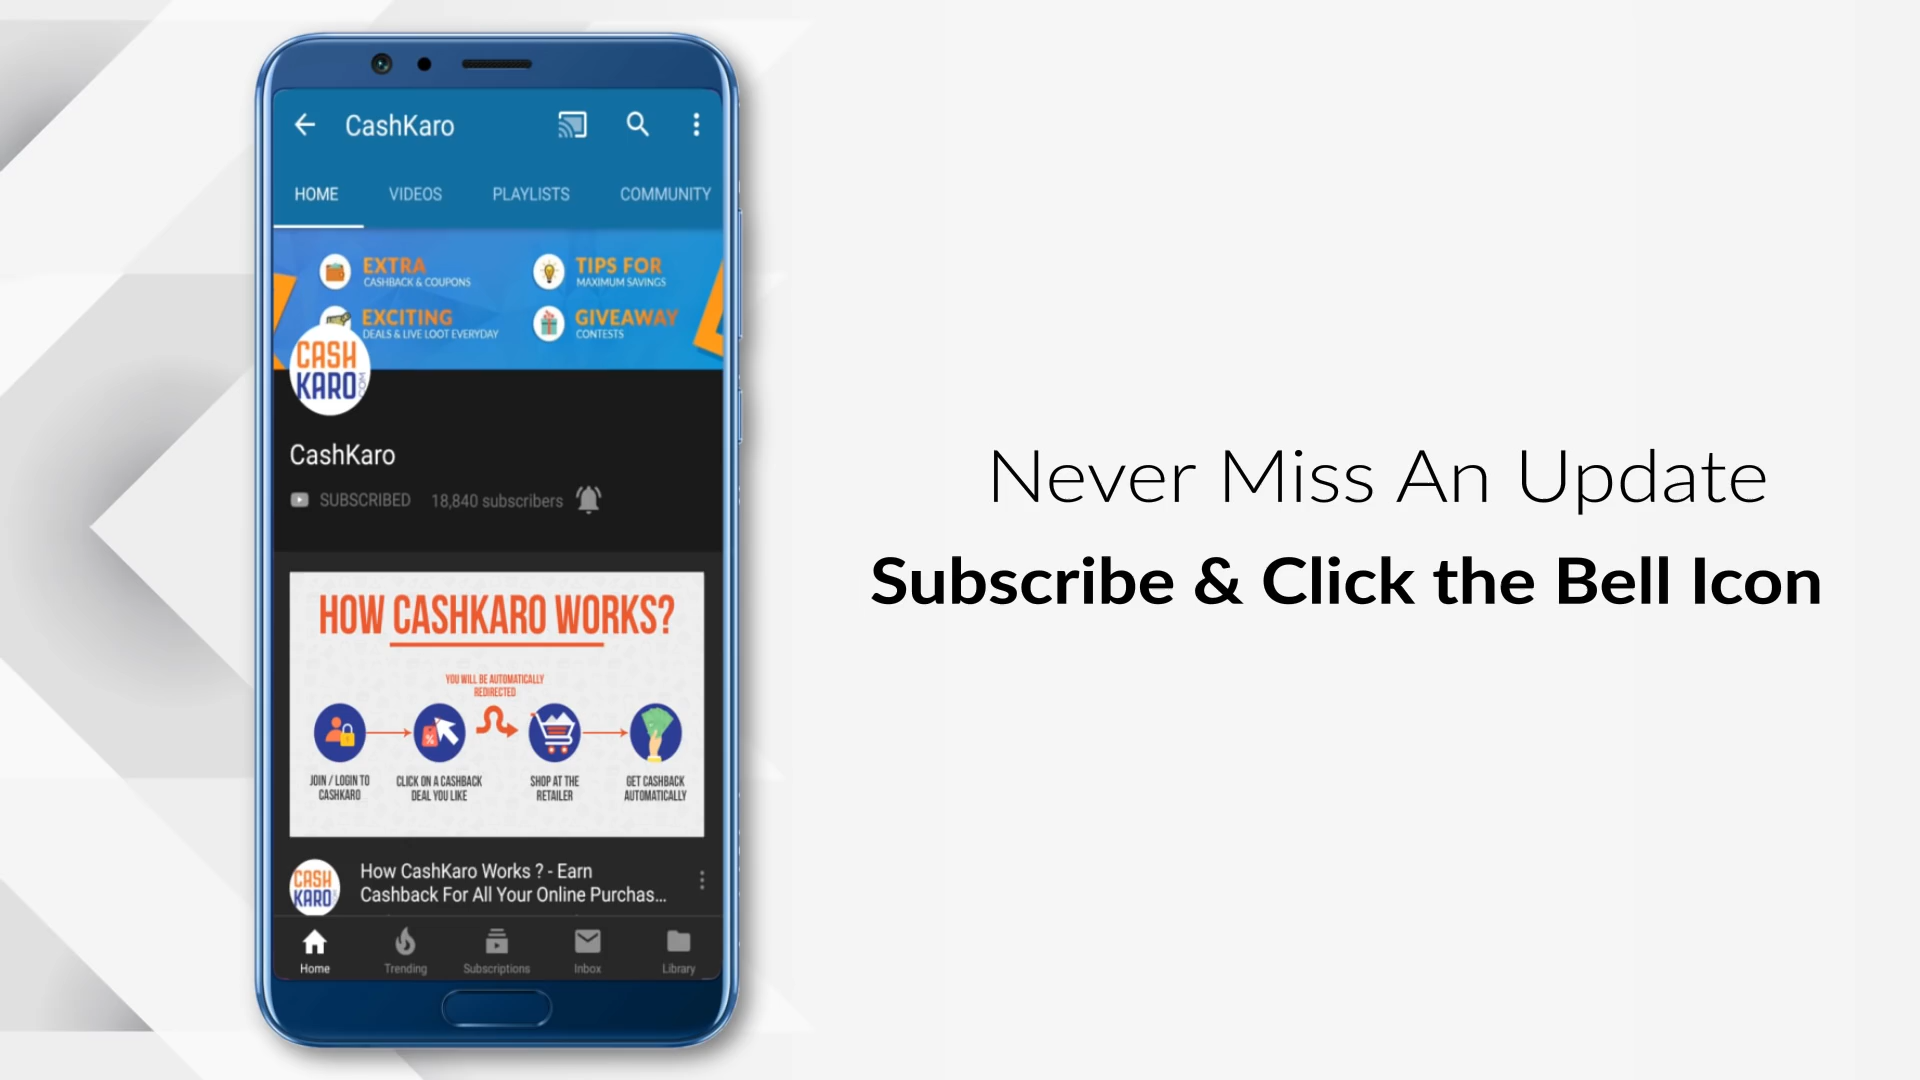 CashKaro
HOME VIDEOS PLAYLISTS COMMUNITY
EXTRA
CASHBACK & COUPONS
TIPS FOR
MAXIMUM SAVINGS
EXCITING
DEALS & LIVE LOOT EVERYDAY
GIVEAWAY
CONTESTS
CASH
KARO
.COM
CashKaro
SUBSCRIBED 18,840 subscribers
HOW CASHKARO WORKS?
YOU WILL BE AUTOMATICALLY
REDIRECTED
JOIN / LOGIN TO
CASHKARO
CLICK ON A CASHBACK
DEAL YOU LIKE
SHOP AT THE
RETAILER
GET CASHBACK
AUTOMATICALLY
CASH
KARO
How CashKaro Works ? - Earn
Cashback For All Your Online Purchas...
Home Trending Subscriptions Inbox Library
Never Miss An Update
Subscribe & Click the Bell Icon